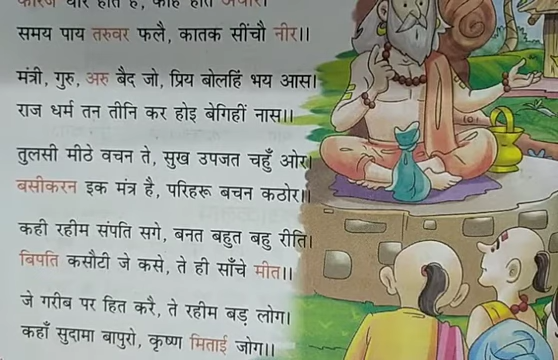 कारज धीरे होत है, काहे होत अधीर।
समय पाय तरुवर फलै, कातक सींचौ नीर।।
मंत्री, गुरु, अरु बैद जो, प्रिय बोलहिं भय आस।
राज धर्म तन तीनि कर होइ बेगिहीं नास।।
तुलसी मीठे वचन ते, सुख उपजत चहुँ ओर।
बसीकरन इक मंत्र है, परिहरू बचन कठोर।।
कही रहीम संपति सगे, बनत बहुत बहु रीति।
बिपति कसौटी जे कसे, ते ही साँचे मीत।।
जे गरीब पर हित करै, ते रहीम बड़ लोग।
कहाँ सुदामा बापुरो, कृष्ण मिताई जोग।।